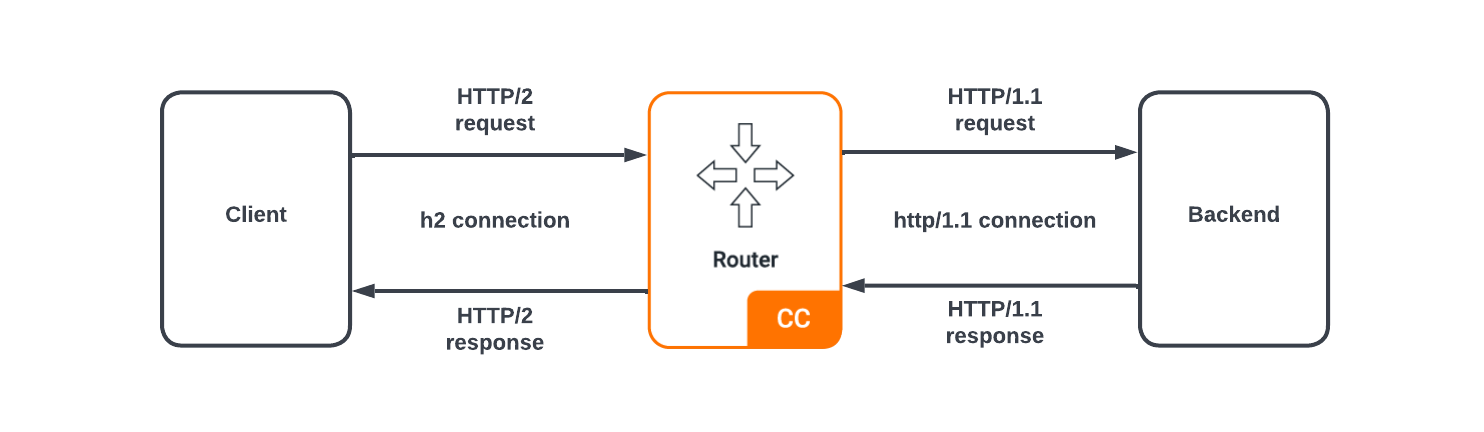 HTTP/2
request
HTTP/1.1
request
Client
h2 connection
http/1.1 connection
Backend
Router
CC
HTTP/2
response
HTTP/1.1
response